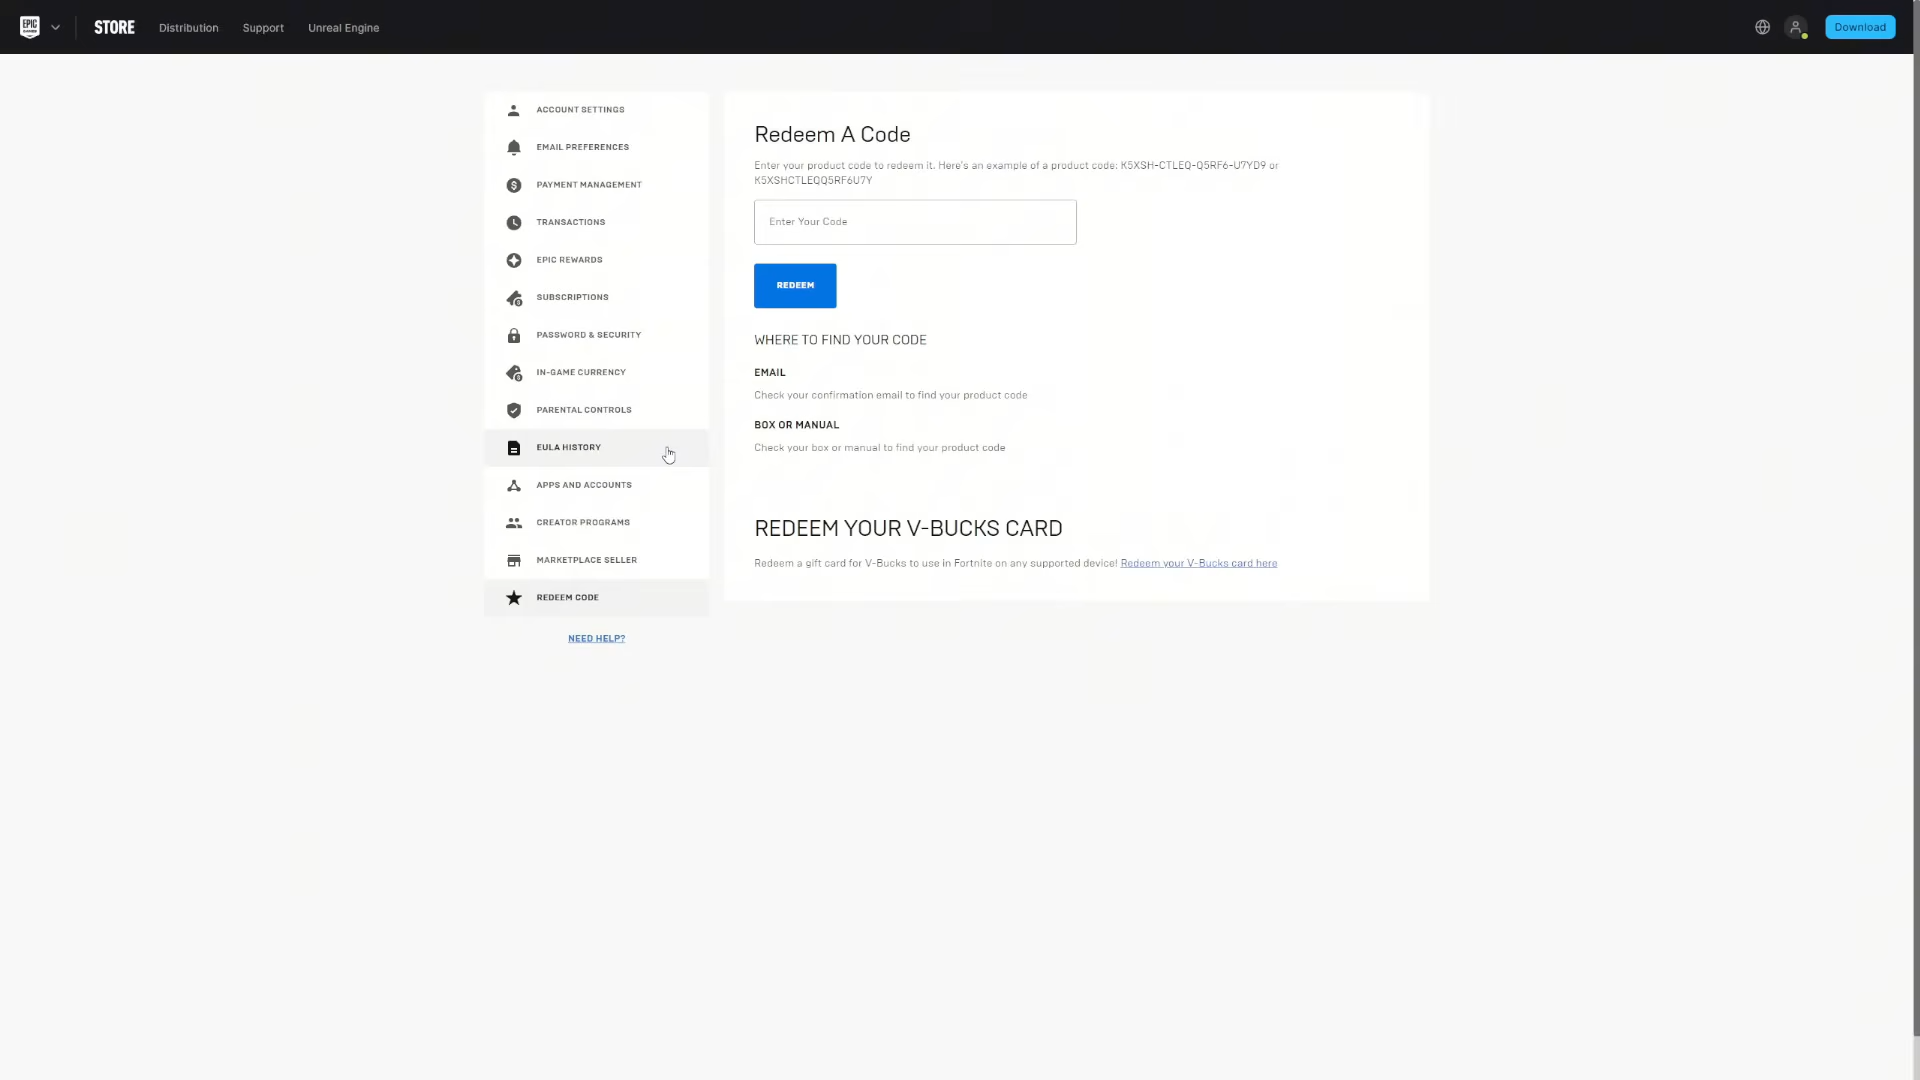 EPIC GAMES
STORE
Distribution
Support
Unreal Engine
Download
ACCOUNT SETTINGS
EMAIL PREFERENCES
PAYMENT MANAGEMENT
TRANSACTIONS
EPIC REWARDS
SUBSCRIPTIONS
PASSWORD & SECURITY
IN-GAME CURRENCY
PARENTAL CONTROLS
EULA HISTORY
APPS AND ACCOUNTS
CREATOR PROGRAMS
MARKETPLACE SELLER
REDEEM CODE
NEED HELP?
Redeem A Code
Enter your product code to redeem it. Here's an example of a product code: K5XSH-CTLEQ-Q5RF6-U7YD9 or
K5XSHCTLEQQ5RF6U7Y
Enter Your Code
REDEEM
WHERE TO FIND YOUR CODE
EMAIL
Check your confirmation email to find your product code
BOX OR MANUAL
Check your box or manual to find your product code
REDEEM YOUR V-BUCKS CARD
Redeem a gift card for V-Bucks to use in Fortnite on any supported device! Redeem your V-Bucks card here